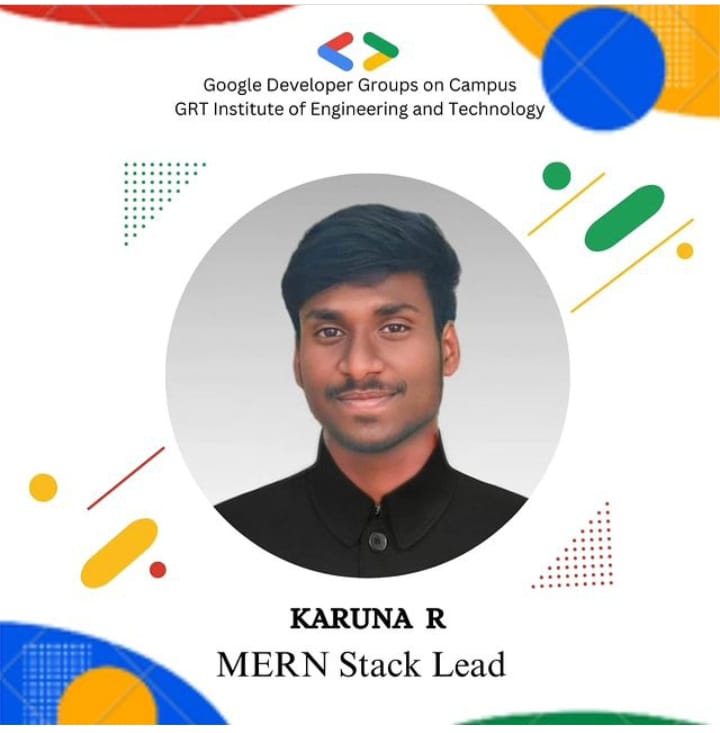 Google Developer Groups on Campus
GRT Institute of Engineering and Technology
KARUNA R
MERN Stack Lead